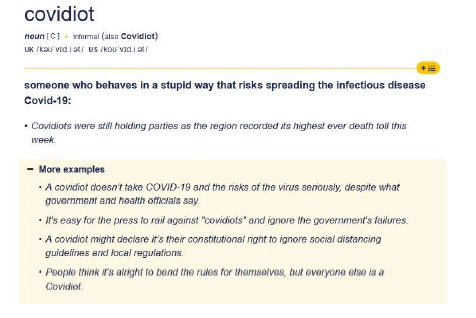 covidiot
noun [ C ] • informal (also Covidiot)
UK /kəʊˈvɪd.i.ət/ US /koʊˈvɪd.i.ət/
+
someone who behaves in a stupid way that risks spreading the infectious disease
Covid-19:
• Covidiots were still holding parties as the region recorded its highest ever death toll this
week.
– More examples
• A covidiot doesn't take COVID-19 and the risks of the virus seriously, despite what
government and health officials say.
• It's easy for the press to rail against "covidiots" and ignore the government's failures.
• A covidiot might declare it's their constitutional right to ignore social distancing
guidelines and local regulations.
• People think it's alright to bend the rules for themselves, but everyone else is a
Covidiot.